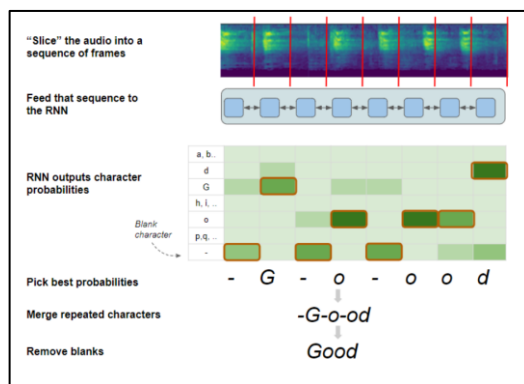 “Slice” the audio into a
sequence of frames
Feed that sequence to
the RNN
RNN outputs character
probabilities
a, b..
d
G
h, i, ..
o
p,q, ..
-
Blank
character
Pick best probabilities
- G - o - o o d
Merge repeated characters
-G-o-od
Remove blanks
Good